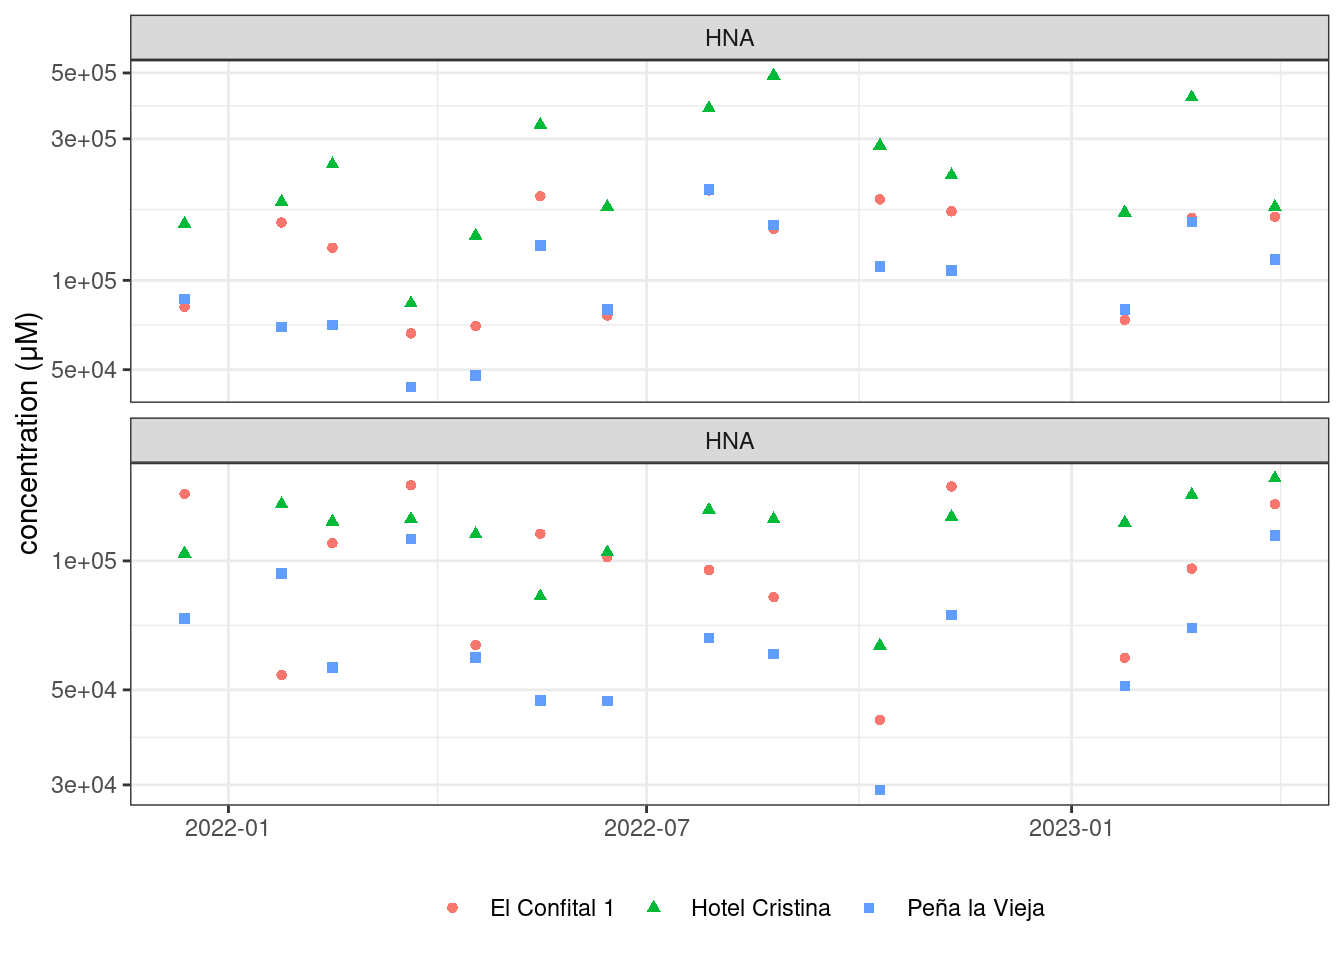 HNA
5e+05
3e+05
1e+05
5e+04
concentration (μM)
HNA
1e+05
5e+04
3e+04
2022-01 2022-07 2023-01
El Confital 1 Hotel Cristina Peña la Vieja